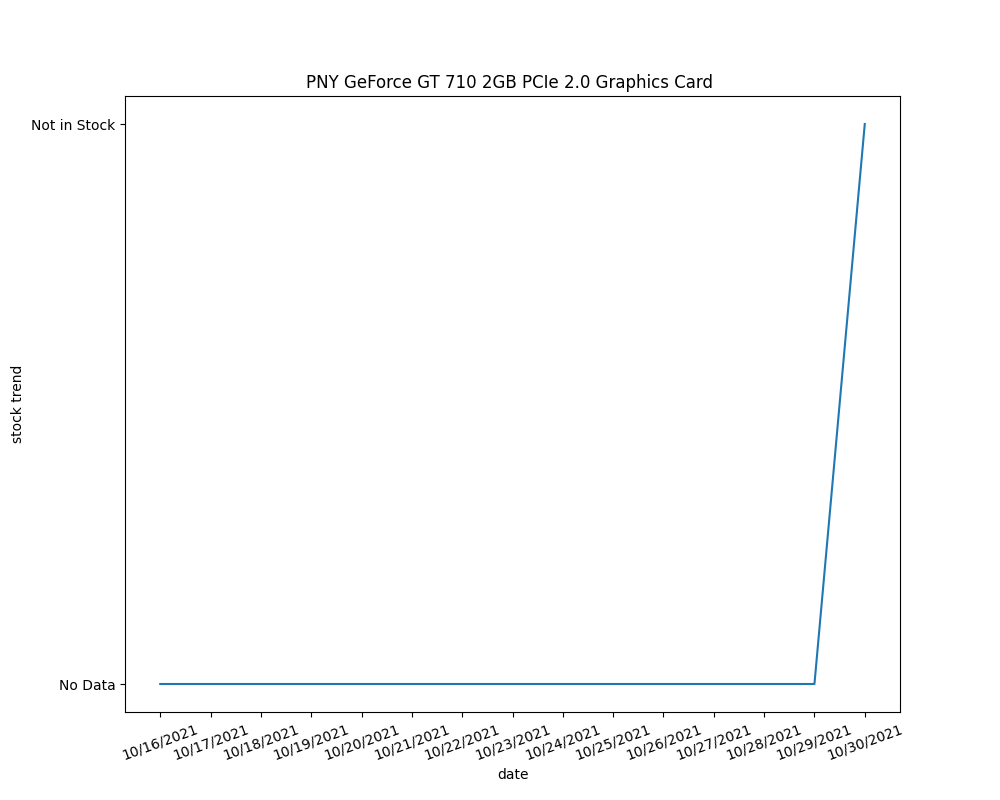 PNY GeForce GT 710 2GB PCIe 2.0 Graphics Card
Not in Stock
stock trend
No Data
10/16/2021 10/17/2021 10/18/2021 10/19/2021 10/20/2021 10/21/2021 10/22/2021 10/23/2021 10/24/2021 10/25/2021 10/26/2021 10/27/2021 10/28/2021 10/29/2021 10/30/2021
date